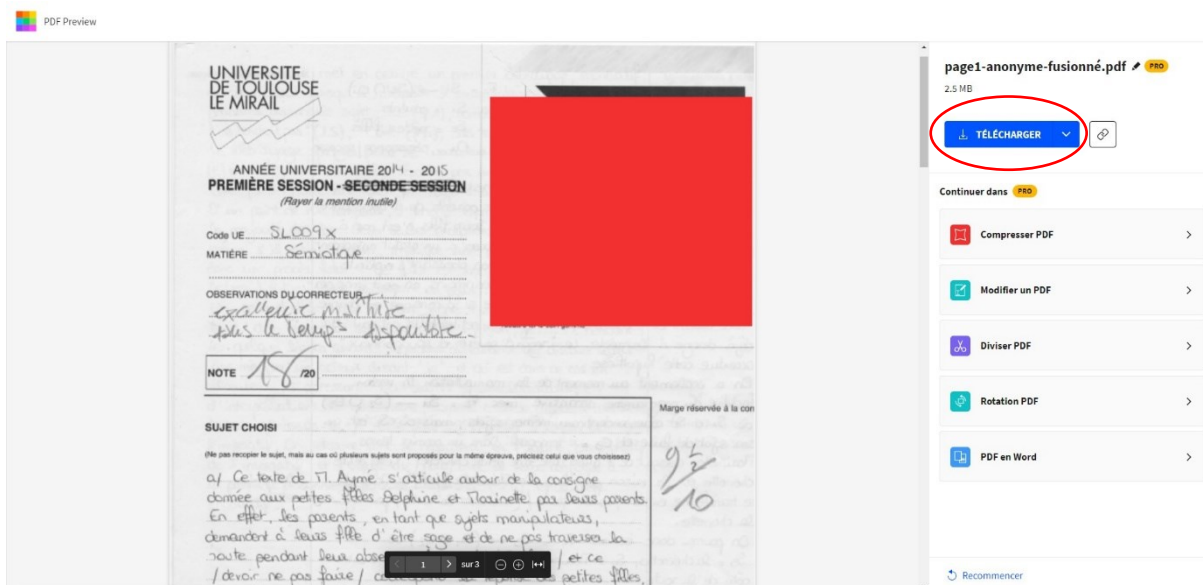 PDF Preview
UNIVERSITE
DE TOULOUSE
LE MIRAIL
ANNÉE UNIVERSITAIRE 2014 - 2015
PREMIÈRE SESSION - SECONDE SESSION
(Rayer la mention inutile)
Code UE SL009X
MATIÈRE Sémiotique
OBSERVATIONS DU CORRECTEUR
excellente maîtrise
dans le temps disponible
NOTE 18 /20
Marge réservée à la con
SUJET CHOISI
(Ne pas recopier le sujet, mais au cas où plusieurs sujets sont proposés pour la même épreuve, précisez celui que vous choisissez)
9 1/2
10
a/ Ce texte de M. Aymé s'articule autour de la consigne
donnée aux petites filles Delphine et Marinette par leurs parents.
En effet, les parents, en tant que sujets manipulateurs,
demandent à leurs fille d'être sage et de ne pas traverser la
route pendant leur / et ce
/ devoir ne pas faire / petites filles,
1 sur 3
page1-anonyme-fusionné.pdf PRO
2.5 MB
TÉLÉCHARGER
Continuer dans PRO
Compresser PDF
Modifier un PDF
Diviser PDF
Rotation PDF
PDF en Word
Recommencer